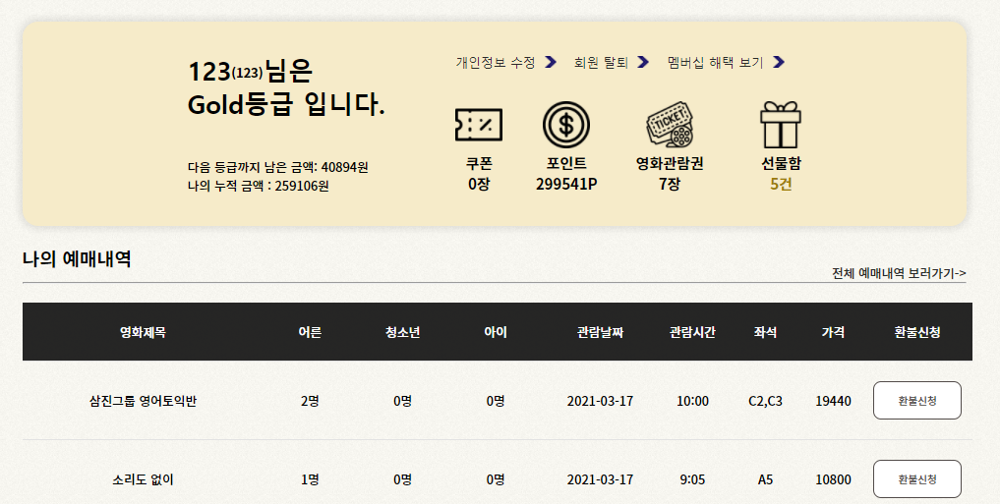 123(123)님은
Gold등급 입니다.
다음 등급까지 남은 금액: 40894원
나의 누적 금액 : 259106원
개인정보 수정 회원 탈퇴 멤버십 혜택 보기
TICKET
쿠폰 포인트 영화관람권 선물함
0장 299541P 7장 5건
나의 예매내역
전체 예매내역 보러가기->
영화제목 어른 청소년 아이 관람날짜 관람시간 좌석 가격 환불신청
삼진그룹 영어토익반 2명 0명 0명 2021-03-17 10:00 C2,C3 19440 환불신청
소리도 없이 1명 0명 0명 2021-03-17 9:05 A5 10800 환불신청